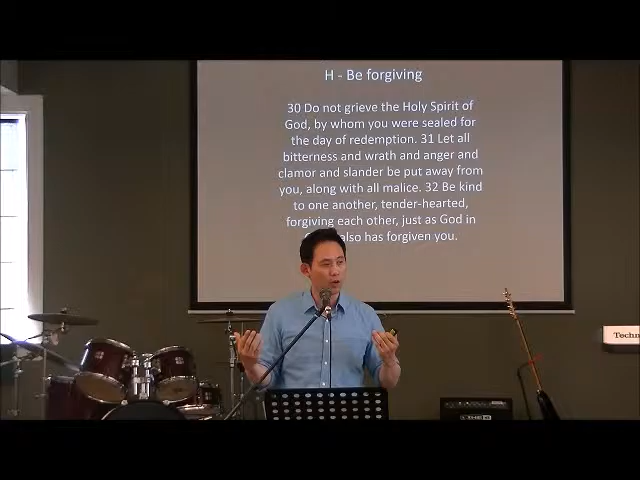 H - Be forgiving
30 Do not grieve the Holy Spirit of
God, by whom you were sealed for
the day of redemption. 31 Let all
bitterness and wrath and anger and
clamor and slander be put away from
you, along with all malice. 32 Be kind
to one another, tender-hearted,
forgiving each other, just as God in
also has forgiven you.
Techn
LINE 6